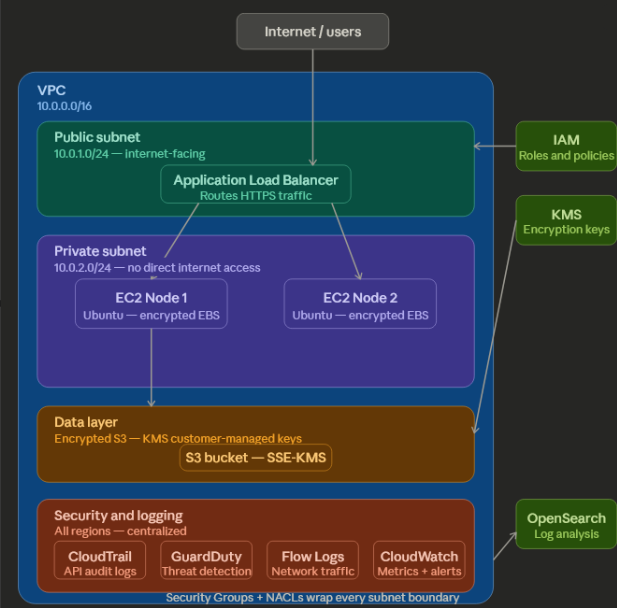 Internet / users
VPC
10.0.0.0/16
Public subnet
10.0.1.0/24 — internet-facing
Application Load Balancer
Routes HTTPS traffic
IAM
Roles and policies
KMS
Encryption keys
Private subnet
10.0.2.0/24 — no direct internet access
EC2 Node 1
Ubuntu — encrypted EBS
EC2 Node 2
Ubuntu — encrypted EBS
Data layer
Encrypted S3 — KMS customer-managed keys
S3 bucket — SSE-KMS
Security and logging
All regions — centralized
CloudTrail
API audit logs
GuardDuty
Threat detection
Flow Logs
Network traffic
CloudWatch
Metrics + alerts
OpenSearch
Log analysis
Security Groups + NACLs wrap every subnet boundary